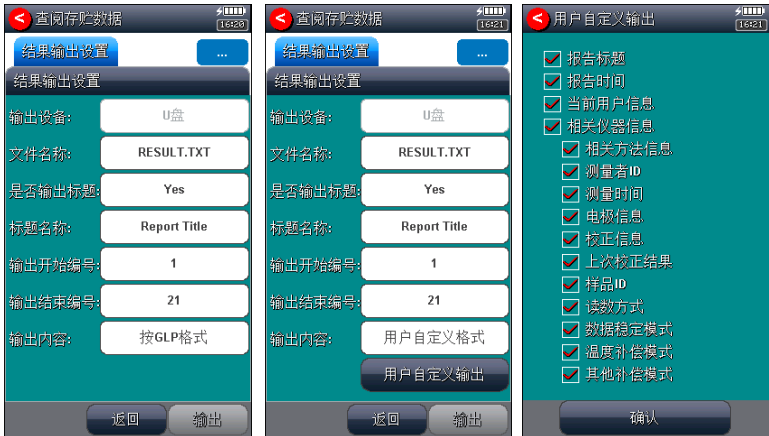 查阅存贮数据
16:20
结果输出设置
...
结果输出设置
输出设备:
U盘
文件名称:
RESULT.TXT
是否输出标题:
Yes
标题名称:
Report Title
输出开始编号:
1
输出结束编号:
21
输出内容:
按GLP格式
返回
输出
查阅存贮数据
16:21
结果输出设置
...
结果输出设置
输出设备:
U盘
文件名称:
RESULT.TXT
是否输出标题:
Yes
标题名称:
Report Title
输出开始编号:
1
输出结束编号:
21
输出内容:
用户自定义格式
用户自定义输出
返回
输出
用户自定义输出
16:21
报告标题
报告时间
当前用户信息
相关仪器信息
相关方法信息
测量者ID
测量时间
电极信息
校正信息
上次校正结果
样品ID
读数方式
数据稳定模式
温度补偿模式
其他补偿模式
确认